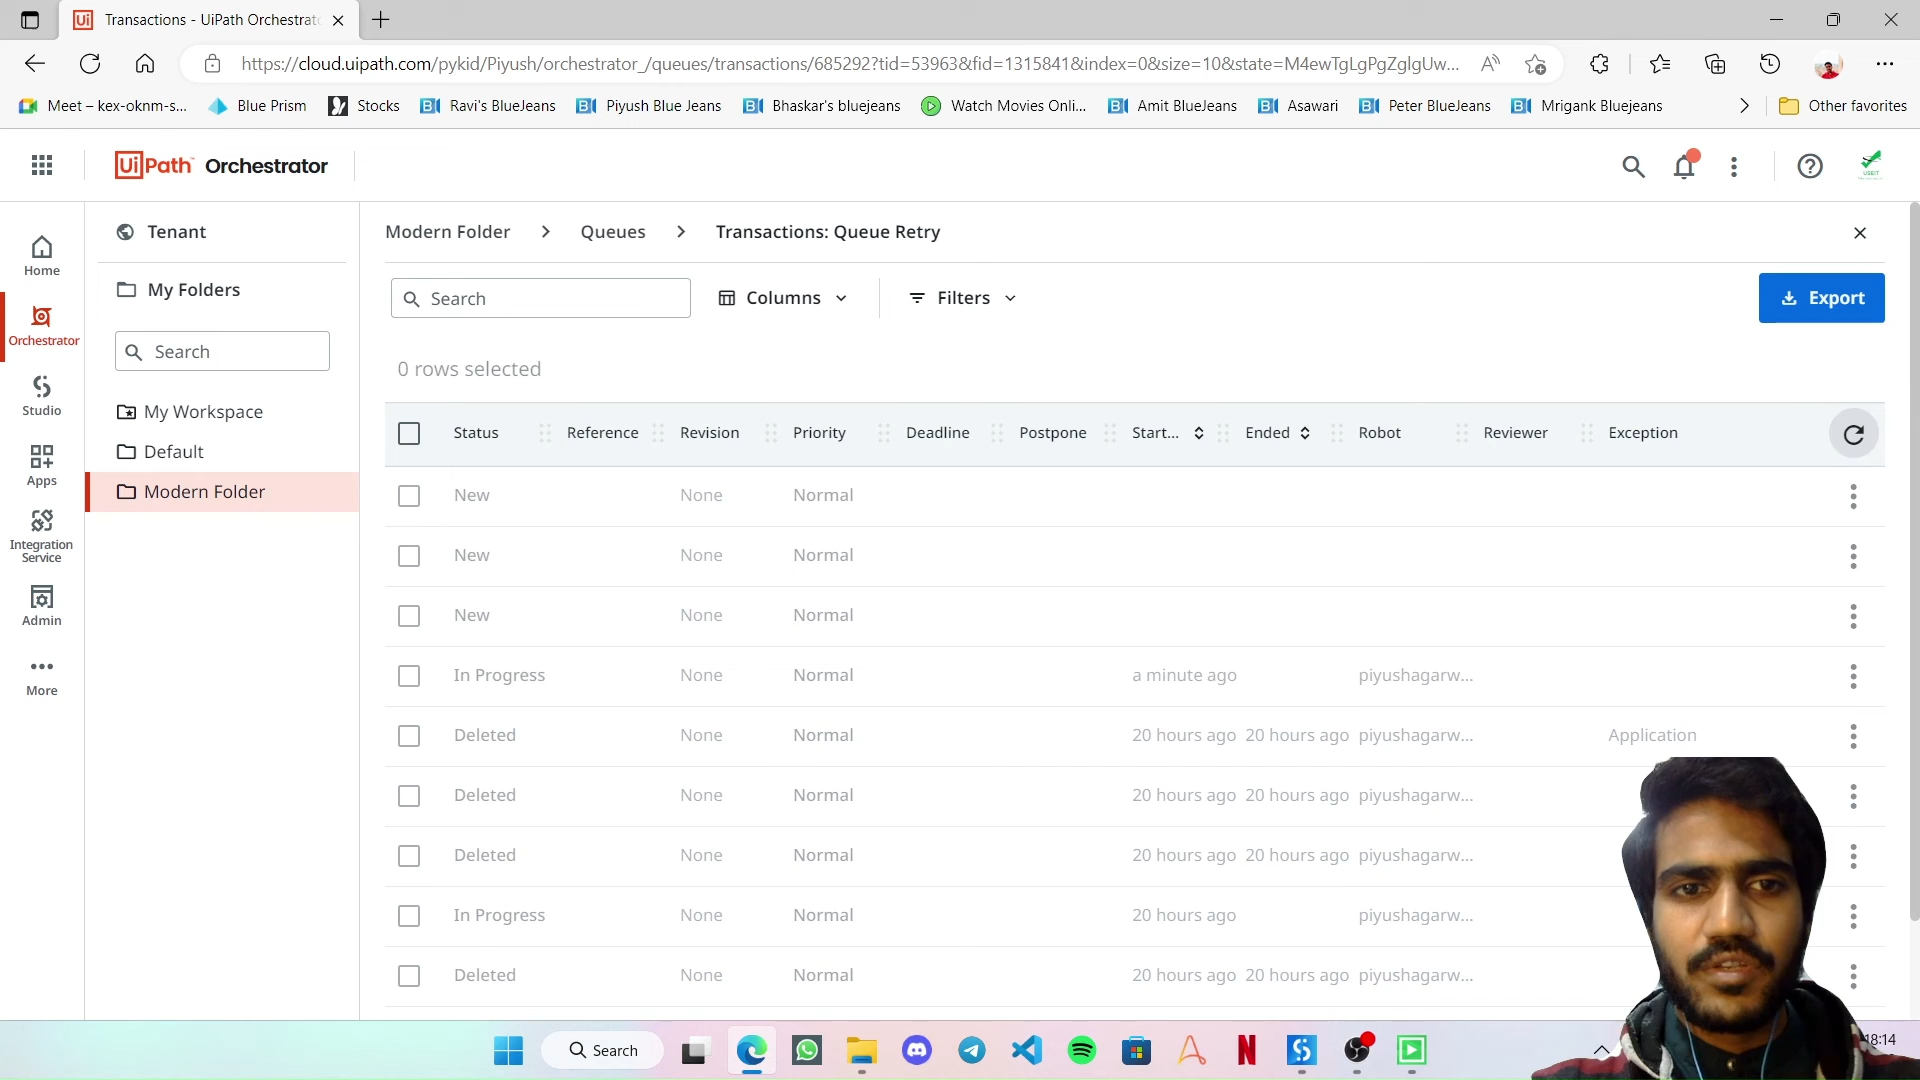 Transactions - UiPath Orchestrato
https://cloud.uipath.com/pykid/Piyush/orchestrator_/queues/transactions/685292?tid=53963&fid=1315841&index=0&size=10&state=M4ewTgLgPgZglgUw...
Meet – kex-oknm-s... Blue Prism Stocks Ravi's BlueJeans Piyush Blue Jeans Bhaskar's bluejeans Watch Movies Onli... Amit BlueJeans Asawari Peter BlueJeans Mrigank Bluejeans Other favorites
UiPath Orchestrator
USEIT
Home
Orchestrator
Studio
Apps
Integration
Service
Admin
More
Tenant
My Folders
Search
My Workspace
Default
Modern Folder
Modern Folder > Queues > Transactions: Queue Retry
Search Columns Filters Export
0 rows selected
Status Reference Revision Priority Deadline Postpone Start... Ended Robot Reviewer Exception
New None Normal
New None Normal
New None Normal
In Progress None Normal a minute ago piyushagarw...
Deleted None Normal 20 hours ago 20 hours ago piyushagarw... Application
Deleted None Normal 20 hours ago 20 hours ago piyushagarw...
Deleted None Normal 20 hours ago 20 hours ago piyushagarw...
In Progress None Normal 20 hours ago piyushagarw...
Deleted None Normal 20 hours ago 20 hours ago piyushagarw...
Search
18:14